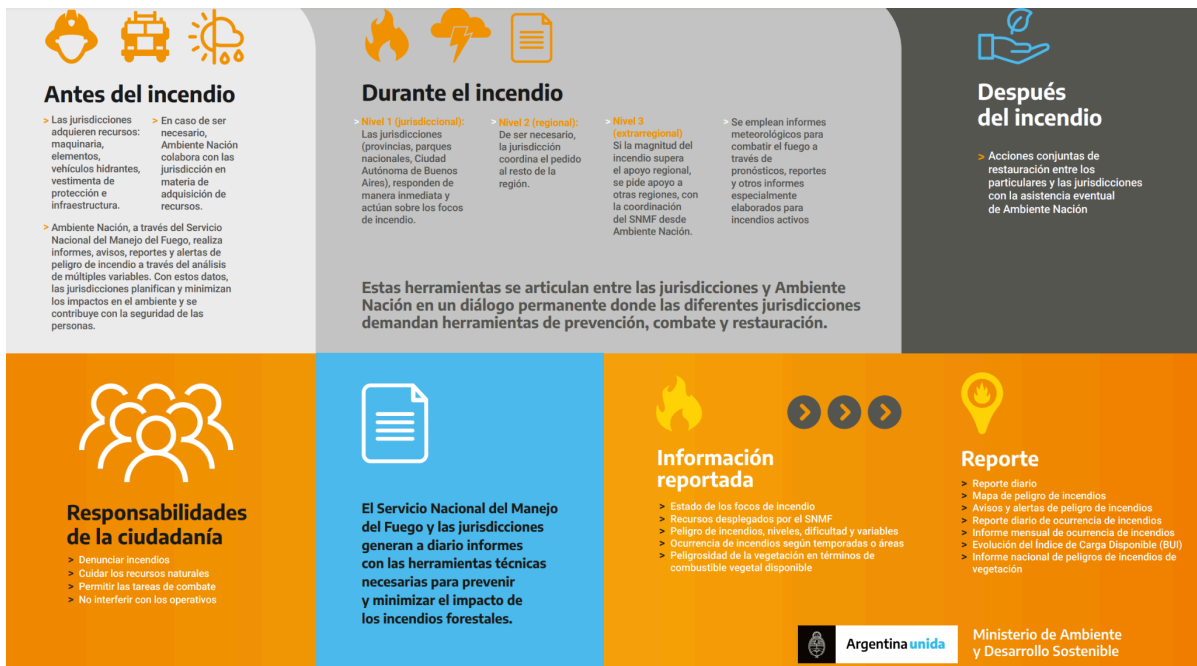 Antes del incendio
> Las jurisdicciones
adquieren recursos:
maquinaria,
elementos,
vehículos hidrantes,
vestimenta de
protección e
infraestructura.
> En caso de ser
necesario,
Ambiente Nación
colabora con las
jurisdicción en
materia de
adquisición de
recursos.
> Ambiente Nación, a través del Servicio
Nacional del Manejo del Fuego, realiza
informes, avisos, reportes y alertas de
peligro de incendio a través del análisis
de múltiples variables. Con estos datos,
las jurisdicciones planifican y minimizan
los impactos en el ambiente y se
contribuye con la seguridad de las
personas.
Durante el incendio
> Nivel 1 (jurisdiccional):
Las jurisdicciones
(provincias, parques
nacionales, Ciudad
Autónoma de Buenos
Aires), responden de
manera inmediata y
actúan sobre los focos
de incendio.
> Nivel 2 (regional):
De ser necesario,
la jurisdicción
coordina el pedido
al resto de la
región.
> Nivel 3
(extrarregional)
Si la magnitud del
incendio supera
el apoyo regional,
se pide apoyo a
otras regiones, con
la coordinación
del SNMF desde
Ambiente Nación.
> Se emplean informes
meteorológicos para
combatir el fuego a
través de
pronósticos, reportes
y otros informes
especialmente
elaborados para
incendios activos
Estas herramientas se articulan entre las jurisdicciones y Ambiente
Nación en un diálogo permanente donde las diferentes jurisdicciones
demandan herramientas de prevención, combate y restauración.
Después
del incendio
> Acciones conjuntas de
restauración entre los
particulares y las jurisdicciones
con la asistencia eventual
de Ambiente Nación
Responsabilidades
de la ciudadanía
> Denunciar incendios
> Cuidar los recursos naturales
> Permitir las tareas de combate
> No interferir con los operativos
El Servicio Nacional del Manejo
del Fuego y las jurisdicciones
generan a diario informes
con las herramientas técnicas
necesarias para prevenir
y minimizar el impacto de
los incendios forestales.
Información
reportada
> Estado de los focos de incendio
> Recursos desplegados por el SNMF
> Peligro de incendios, niveles, dificultad y variables
> Ocurrencia de incendios según temporadas o áreas
> Peligrosidad de la vegetación en términos de
combustible vegetal disponible
Reporte
> Reporte diario
> Mapa de peligro de incendios
> Avisos y alertas de peligro de incendios
> Reporte diario de ocurrencia de incendios
> Informe mensual de ocurrencia de incendios
> Evolución del Índice de Carga Disponible (BUI)
> Informe nacional de peligros de incendios de
vegetación
Argentina unida
Ministerio de Ambiente
y Desarrollo Sostenible